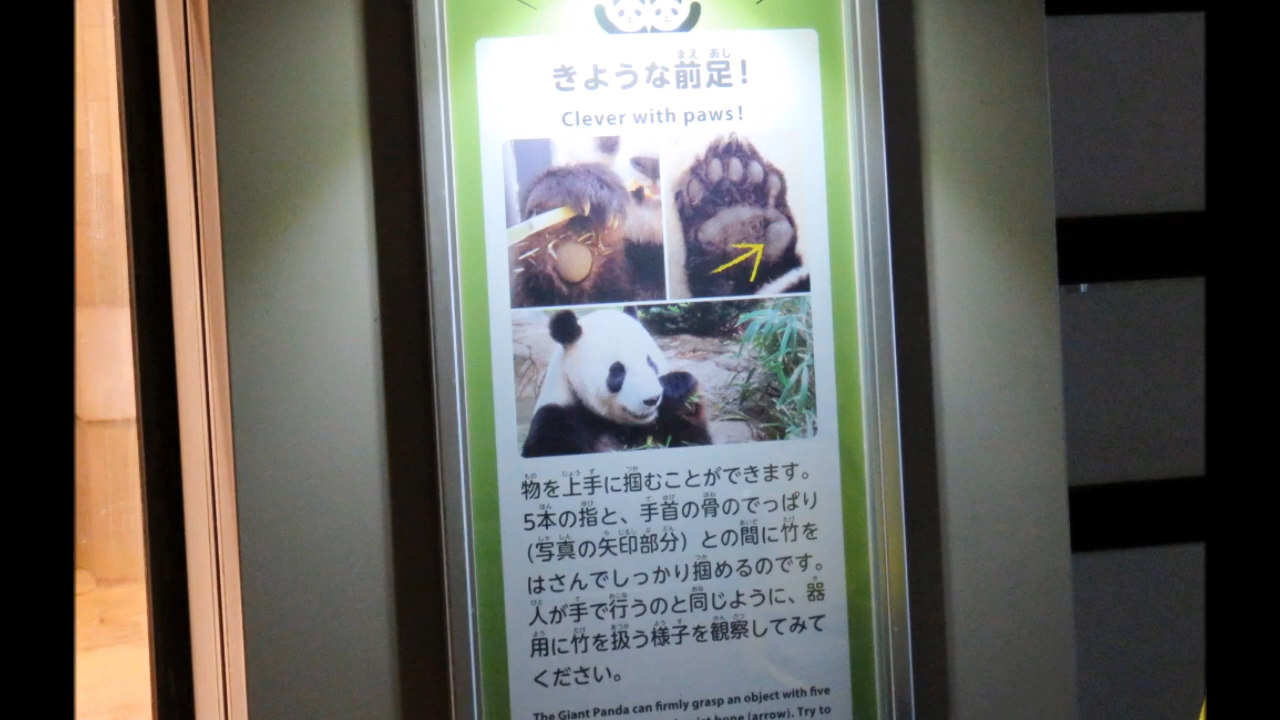 きような前足!
Clever with paws!
物を上手に掴むことができます。
5本の指と、手首の骨のでっぱり
(写真の矢印部分)との間に竹を
はさんでしっかり掴めるのです。
人が手で行うのと同じように、器
用に竹を扱う様子を観察してみて
ください。
The Giant Panda can firmly grasp an object with five
bone (arrow). Try to